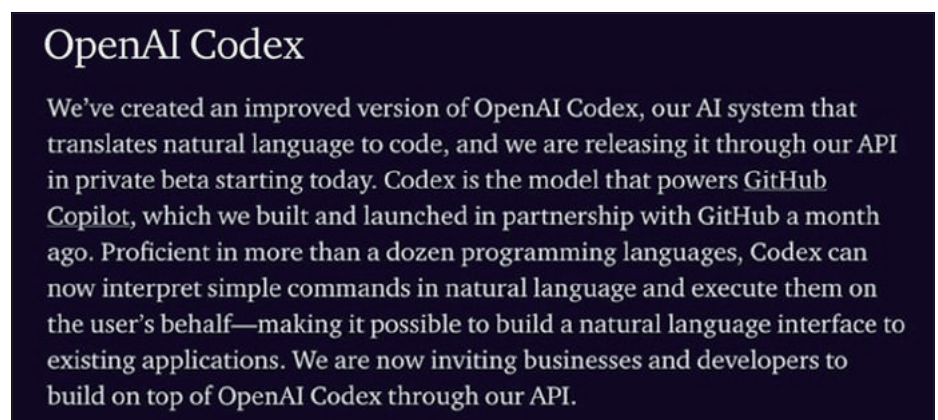 OpenAI Codex
We’ve created an improved version of OpenAI Codex, our AI system that
translates natural language to code, and we are releasing it through our API
in private beta starting today. Codex is the model that powers GitHub
Copilot, which we built and launched in partnership with GitHub a month
ago. Proficient in more than a dozen programming languages, Codex can
now interpret simple commands in natural language and execute them on
the user’s behalf—making it possible to build a natural language interface to
existing applications. We are now inviting businesses and developers to
build on top of OpenAI Codex through our API.